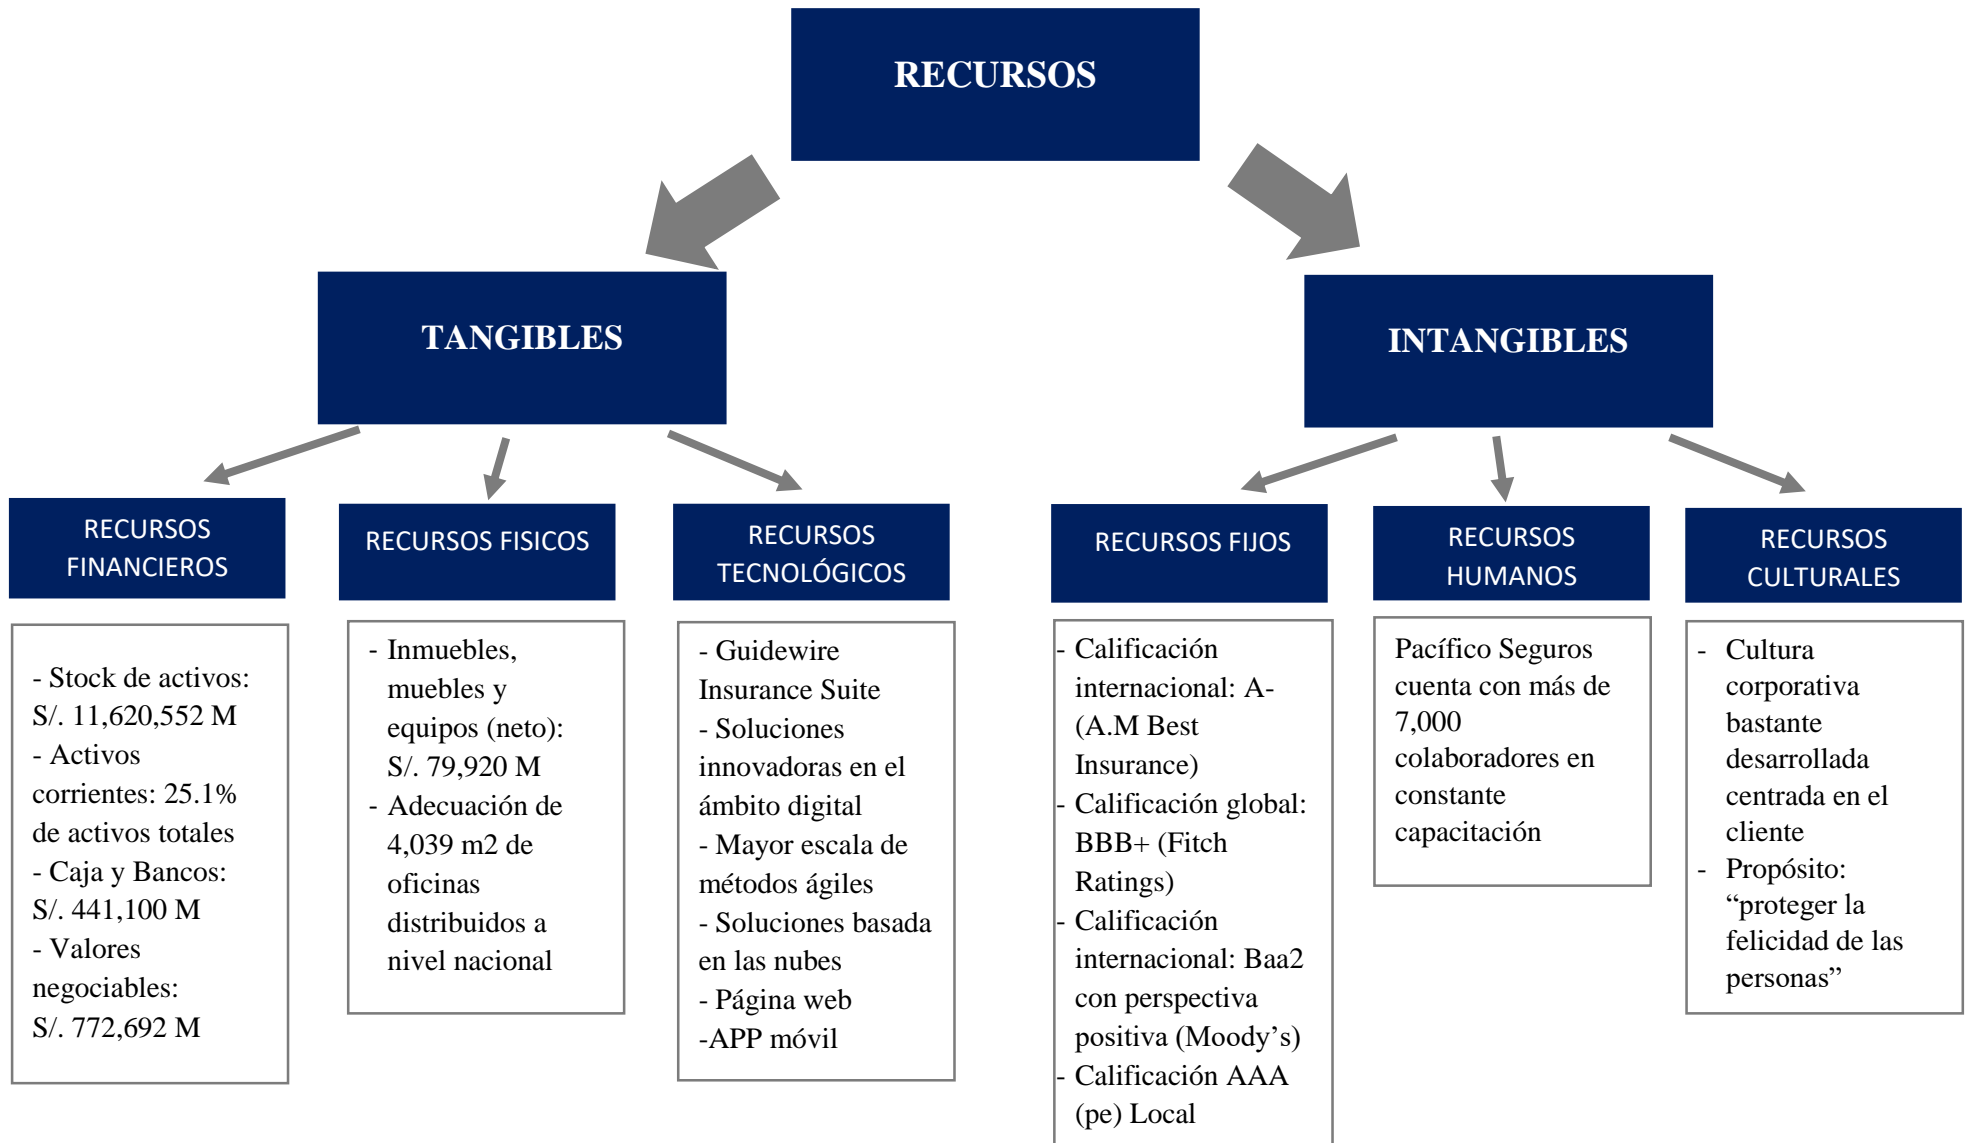 RECURSOS
TANGIBLES
INTANGIBLES
RECURSOS
FINANCIEROS
- Stock de activos:
S/. 11,620,552 M
- Activos
corrientes: 25.1%
de activos totales
- Caja y Bancos:
S/. 441,100 M
- Valores
negociables:
S/. 772,692 M
RECURSOS FISICOS
- Inmuebles,
muebles y
equipos (neto):
S/. 79,920 M
- Adecuación de
4,039 m2 de
oficinas
distribuidos a
nivel nacional
RECURSOS
TECNOLÓGICOS
- Guidewire
Insurance Suite
- Soluciones
innovadoras en el
ámbito digital
- Mayor escala de
métodos ágiles
- Soluciones basada
en las nubes
- Página web
-APP móvil
RECURSOS FIJOS
- Calificación
internacional: A-
(A.M Best
Insurance)
- Calificación global:
BBB+ (Fitch
Ratings)
- Calificación
internacional: Baa2
con perspectiva
positiva (Moody’s)
- Calificación AAA
(pe) Local
RECURSOS
HUMANOS
Pacífico Seguros
cuenta con más de
7,000
colaboradores en
constante
capacitación
RECURSOS
CULTURALES
- Cultura
corporativa
bastante
desarrollada
centrada en el
cliente
- Propósito:
“proteger la
felicidad de las
personas”